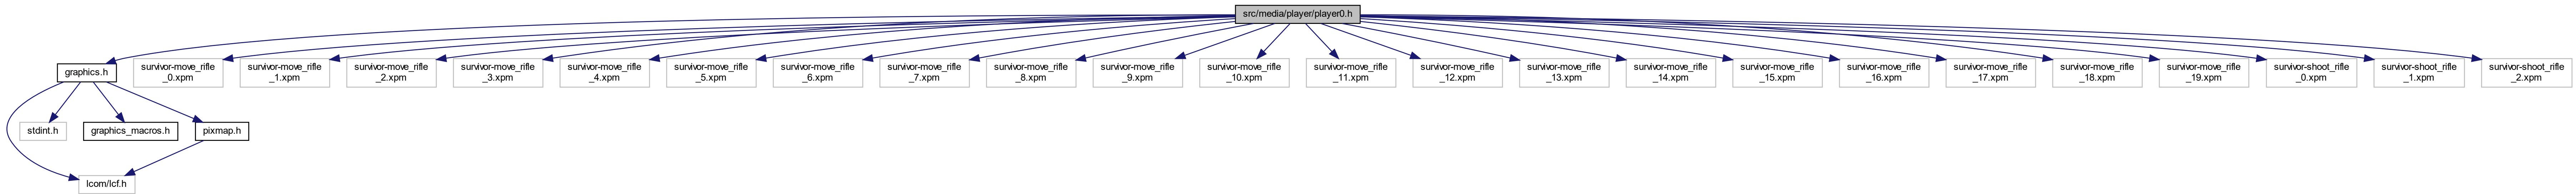 src/media/player/player0.h
graphics.h
survivor-move_rifle
_0.xpm
survivor-move_rifle
_1.xpm
survivor-move_rifle
_2.xpm
survivor-move_rifle
_3.xpm
survivor-move_rifle
_4.xpm
survivor-move_rifle
_5.xpm
survivor-move_rifle
_6.xpm
survivor-move_rifle
_7.xpm
survivor-move_rifle
_8.xpm
survivor-move_rifle
_9.xpm
survivor-move_rifle
_10.xpm
survivor-move_rifle
_11.xpm
survivor-move_rifle
_12.xpm
survivor-move_rifle
_13.xpm
survivor-move_rifle
_14.xpm
survivor-move_rifle
_15.xpm
survivor-move_rifle
_16.xpm
survivor-move_rifle
_17.xpm
survivor-move_rifle
_18.xpm
survivor-move_rifle
_19.xpm
survivor-shoot_rifle
_0.xpm
survivor-shoot_rifle
_1.xpm
survivor-shoot_rifle
_2.xpm
stdint.h
graphics_macros.h
pixmap.h
lcom/lcf.h